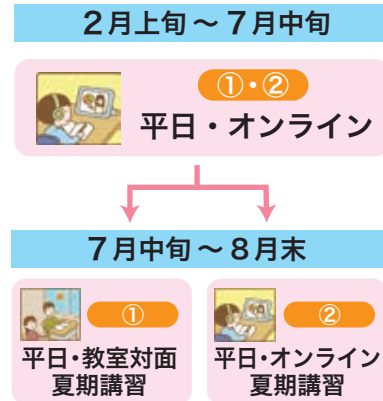 2月上旬～7月中旬
①・②
平日・オンライン
7月中旬～8月末
①
平日・教室対面
夏期講習
②
平日・オンライン
夏期講習